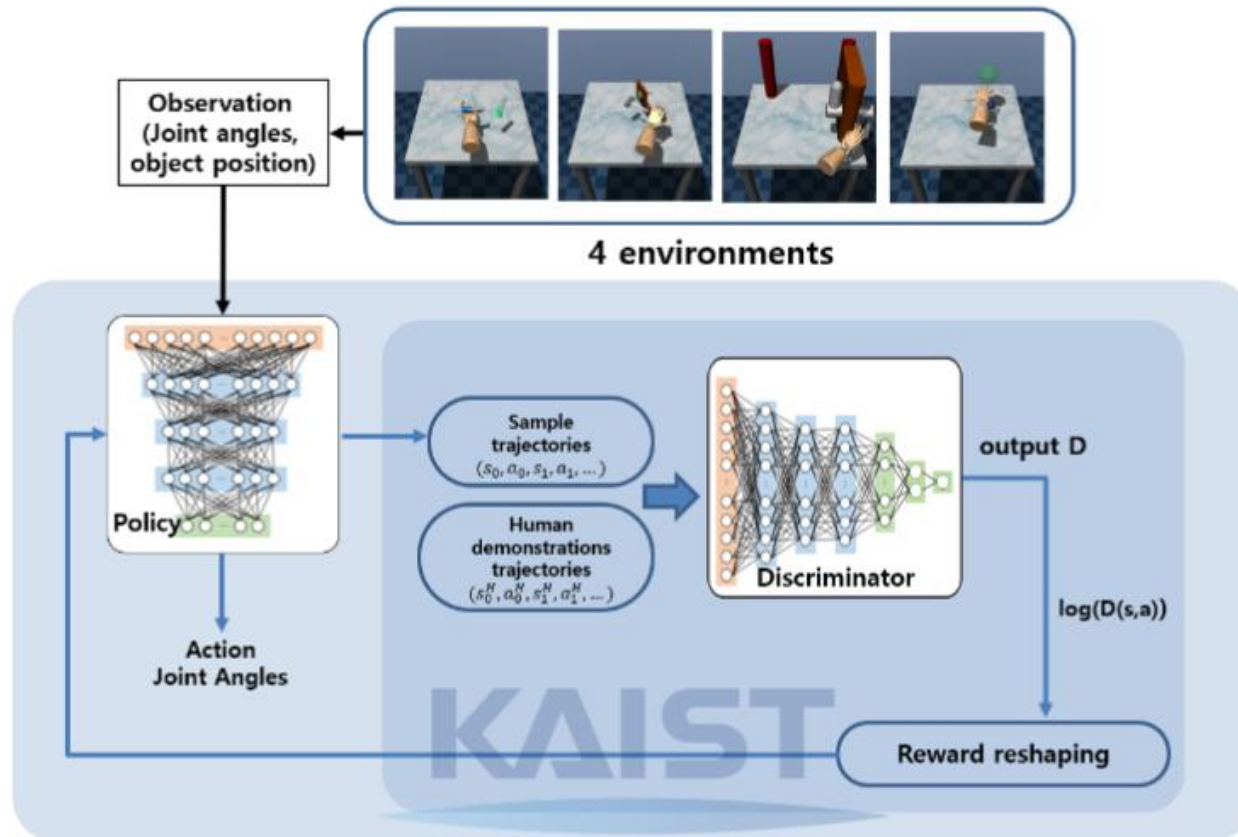 Observation
(Joint angles,
object position)
4 environments
Policy
Action
Joint Angles
Sample
trajectories
(s₀, a₀, s₁, a₁, ...)
Human
demonstrations
trajectories
(s₀ᴴ, a₀ᴴ, s₁ᴴ, a₁ᴴ, ...)
Discriminator
output D
log(D(s,a))
Reward reshaping
KAIST